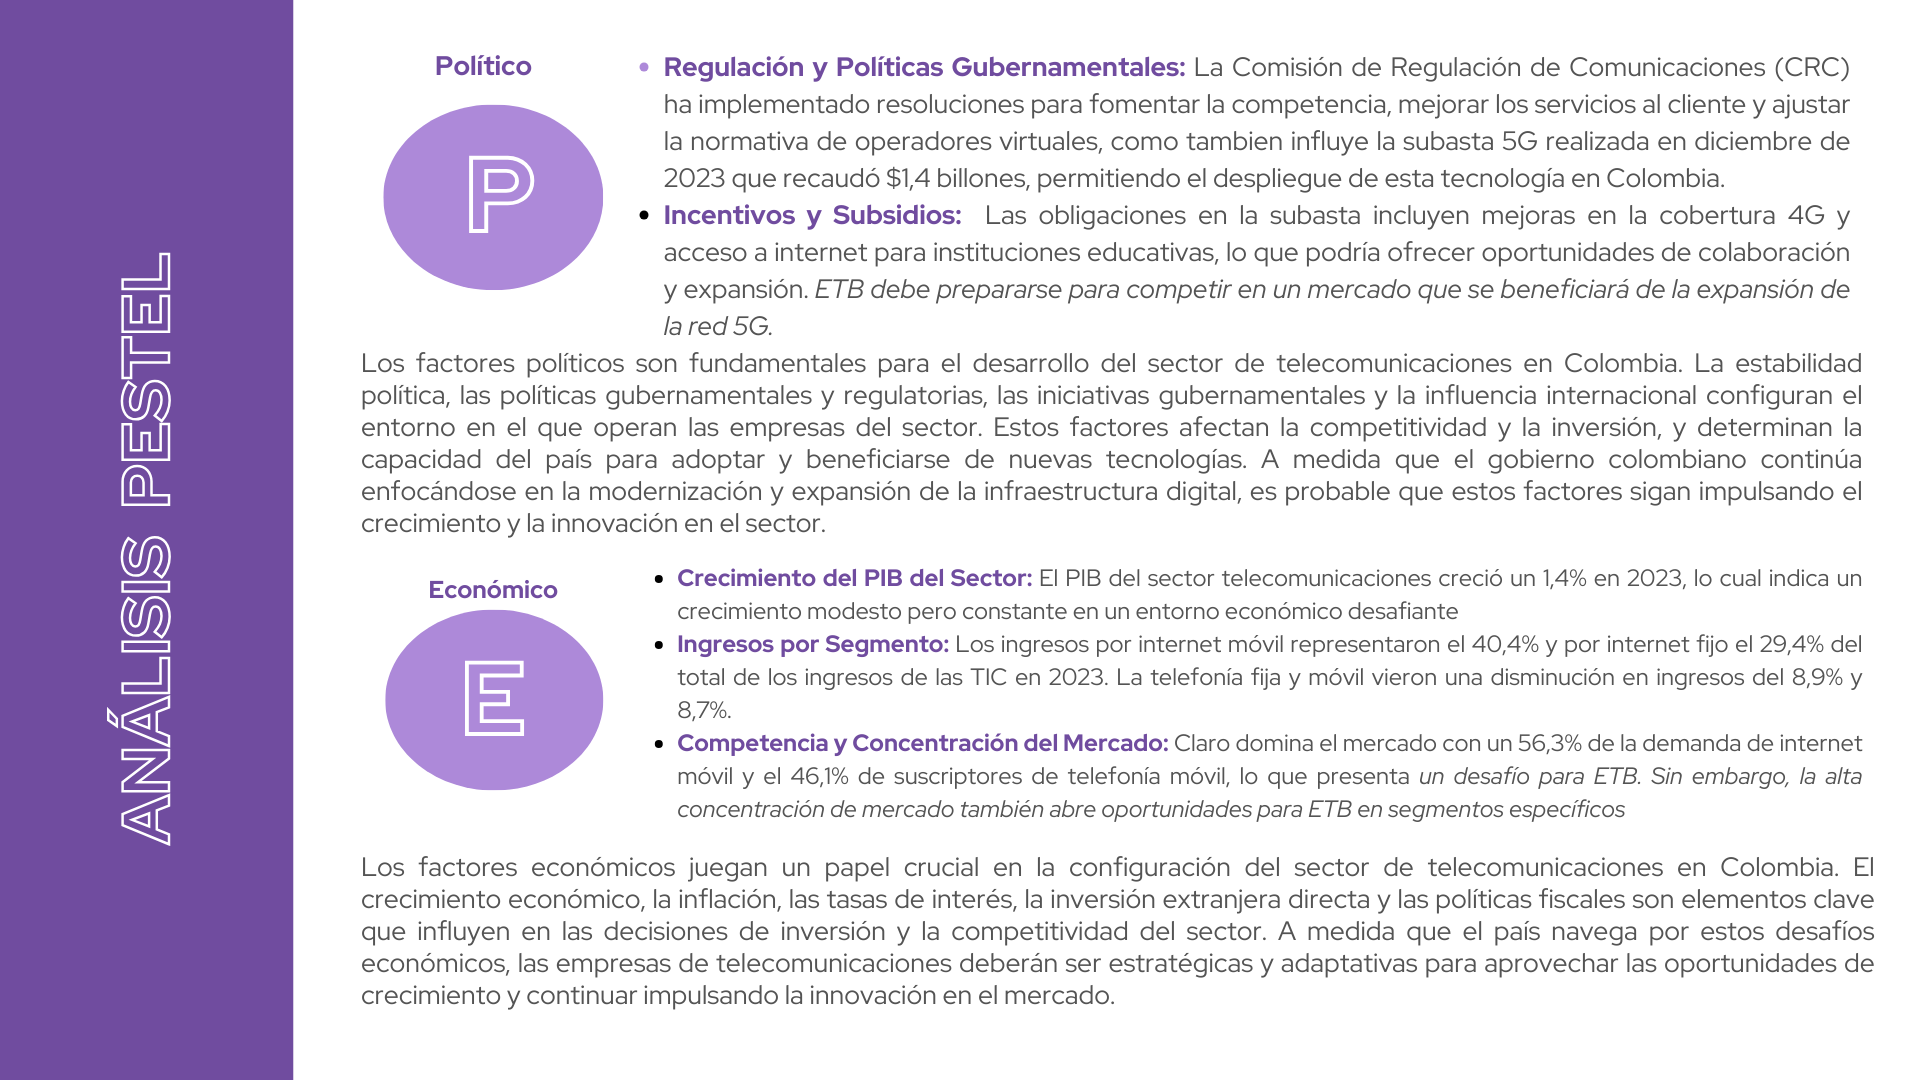 ANÁLISIS PESTEL
Político
P
Regulación y Políticas Gubernamentales: La Comisión de Regulación de Comunicaciones (CRC)
ha implementado resoluciones para fomentar la competencia, mejorar los servicios al cliente y ajustar
la normativa de operadores virtuales, como tambien influye la subasta 5G realizada en diciembre de
2023 que recaudó $1,4 billones, permitiendo el despliegue de esta tecnología en Colombia.
Incentivos y Subsidios: Las obligaciones en la subasta incluyen mejoras en la cobertura 4G y
acceso a internet para instituciones educativas, lo que podría ofrecer oportunidades de colaboración
y expansión. ETB debe prepararse para competir en un mercado que se beneficiará de la expansión de
la red 5G.
Los factores políticos son fundamentales para el desarrollo del sector de telecomunicaciones en Colombia. La estabilidad
política, las políticas gubernamentales y regulatorias, las iniciativas gubernamentales y la influencia internacional configuran el
entorno en el que operan las empresas del sector. Estos factores afectan la competitividad y la inversión, y determinan la
capacidad del país para adoptar y beneficiarse de nuevas tecnologías. A medida que el gobierno colombiano continúa
enfocándose en la modernización y expansión de la infraestructura digital, es probable que estos factores sigan impulsando el
crecimiento y la innovación en el sector.
Económico
E
Crecimiento del PIB del Sector: El PIB del sector telecomunicaciones creció un 1,4% en 2023, lo cual indica un
crecimiento modesto pero constante en un entorno económico desafiante
Ingresos por Segmento: Los ingresos por internet móvil representaron el 40,4% y por internet fijo el 29,4% del
total de los ingresos de las TIC en 2023. La telefonía fija y móvil vieron una disminución en ingresos del 8,9% y
8,7%.
Competencia y Concentración del Mercado: Claro domina el mercado con un 56,3% de la demanda de internet
móvil y el 46,1% de suscriptores de telefonía móvil, lo que presenta un desafío para ETB. Sin embargo, la alta
concentración de mercado también abre oportunidades para ETB en segmentos específicos
Los factores económicos juegan un papel crucial en la configuración del sector de telecomunicaciones en Colombia. El
crecimiento económico, la inflación, las tasas de interés, la inversión extranjera directa y las políticas fiscales son elementos clave
que influyen en las decisiones de inversión y la competitividad del sector. A medida que el país navega por estos desafíos
económicos, las empresas de telecomunicaciones deberán ser estratégicas y adaptativas para aprovechar las oportunidades de
crecimiento y continuar impulsando la innovación en el mercado.